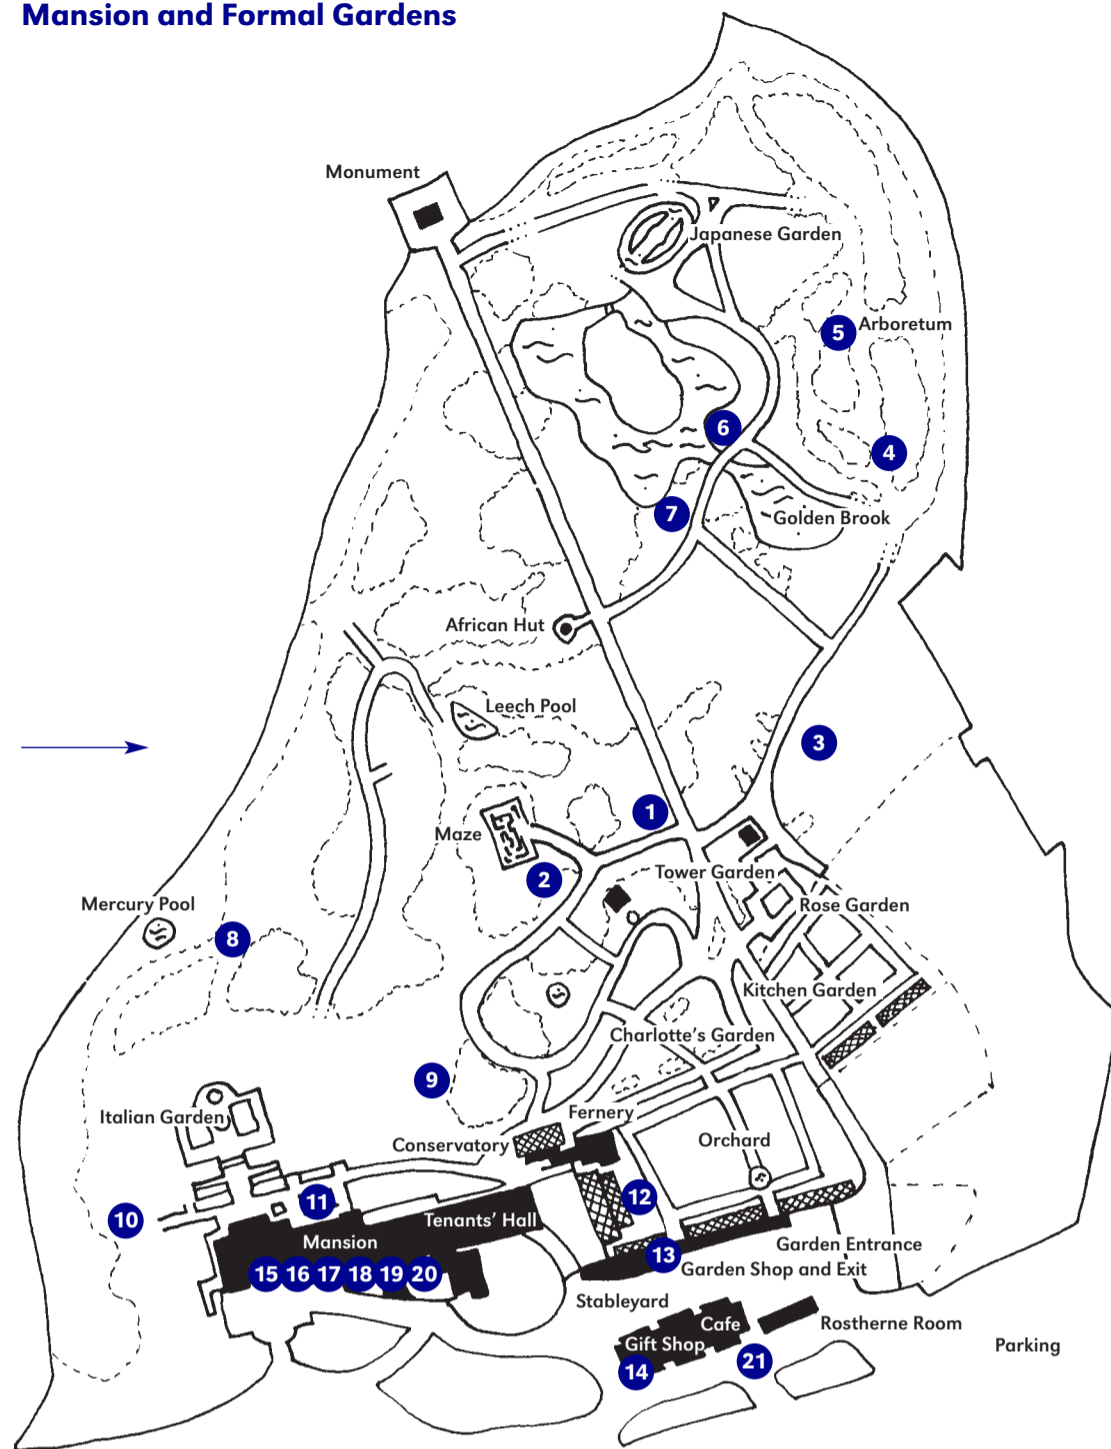 Mansion and Formal Gardens
Monument
Japanese Garden
5
Arboretum
6
4
7
Golden Brook
African Hut
Leech Pool
3
1
Maze
2
Tower Garden
Mercury Pool
Rose Garden
8
Kitchen Garden
Charlotte's Garden
9
Italian Garden
Fernery
Conservatory
Orchard
10
11
12
Tenants' Hall
Mansion
13
Garden Entrance
15
16
17
18
19
20
Garden Shop and Exit
Stableyard
Cafe
Rostherne Room
Gift Shop
Parking
14
21